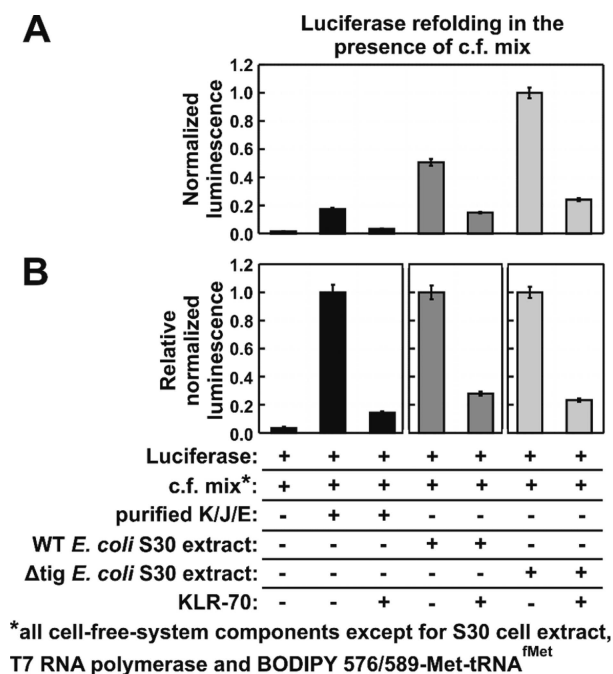 A
Luciferase refolding in the
presence of c.f. mix
Normalized
luminescence
1.2
1.0
0.8
0.6
0.4
0.2
0.0
B
Relative
normalized
luminescence
1.2
1.0
0.8
0.6
0.4
0.2
0.0
Luciferase: + + + + + + +
c.f. mix*: + + + + + + +
purified K/J/E: - + + - - - -
WT E. coli S30 extract: - - - + + - -
Δtig E. coli S30 extract: - - - - - + +
KLR-70: - - + - + - +
*all cell-free-system components except for S30 cell extract,
T7 RNA polymerase and BODIPY 576/589-Met-tRNA^fMet